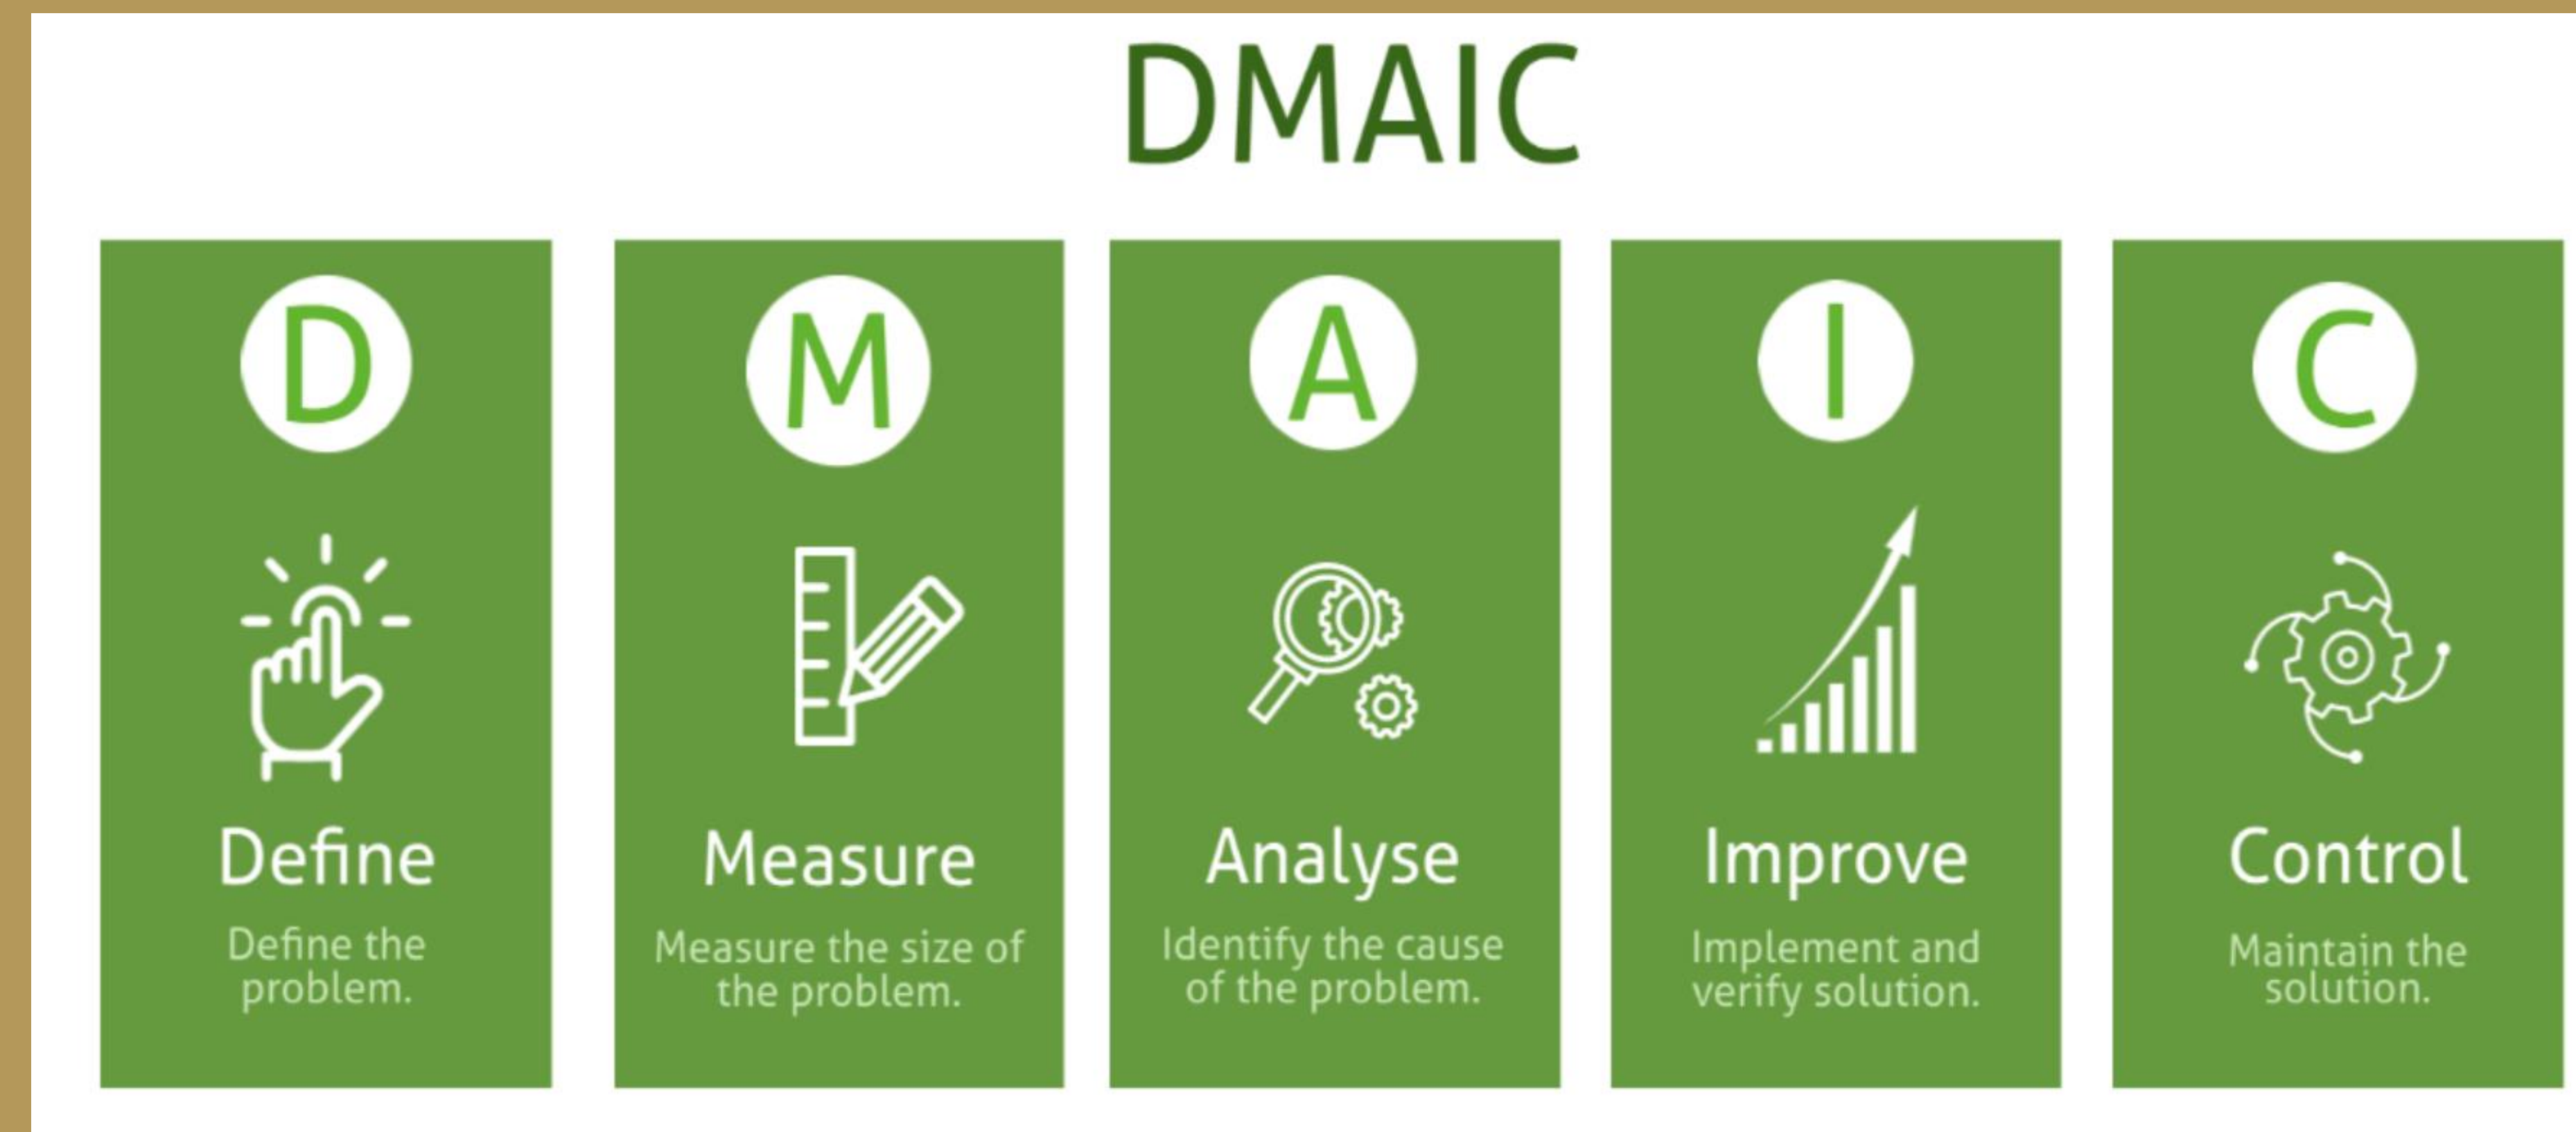 DMAIC
D
Define
Define the
problem.
M
Measure
Measure the size of
the problem.
A
Analyse
Identify the cause
of the problem.
I
Improve
Implement and
verify solution.
C
Control
Maintain the
solution.